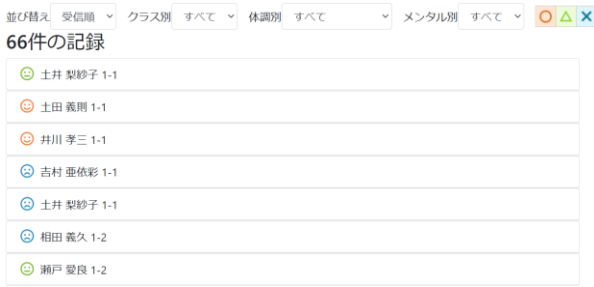 並び替え 受信順 クラス別 すべて 体調別 すべて メンタル別 すべて
66件の記録
土井 梨紗子 1-1
土田 義則 1-1
井川 孝三 1-1
吉村 亜依彩 1-1
土井 梨紗子 1-1
相田 義久 1-2
瀬戸 愛良 1-2